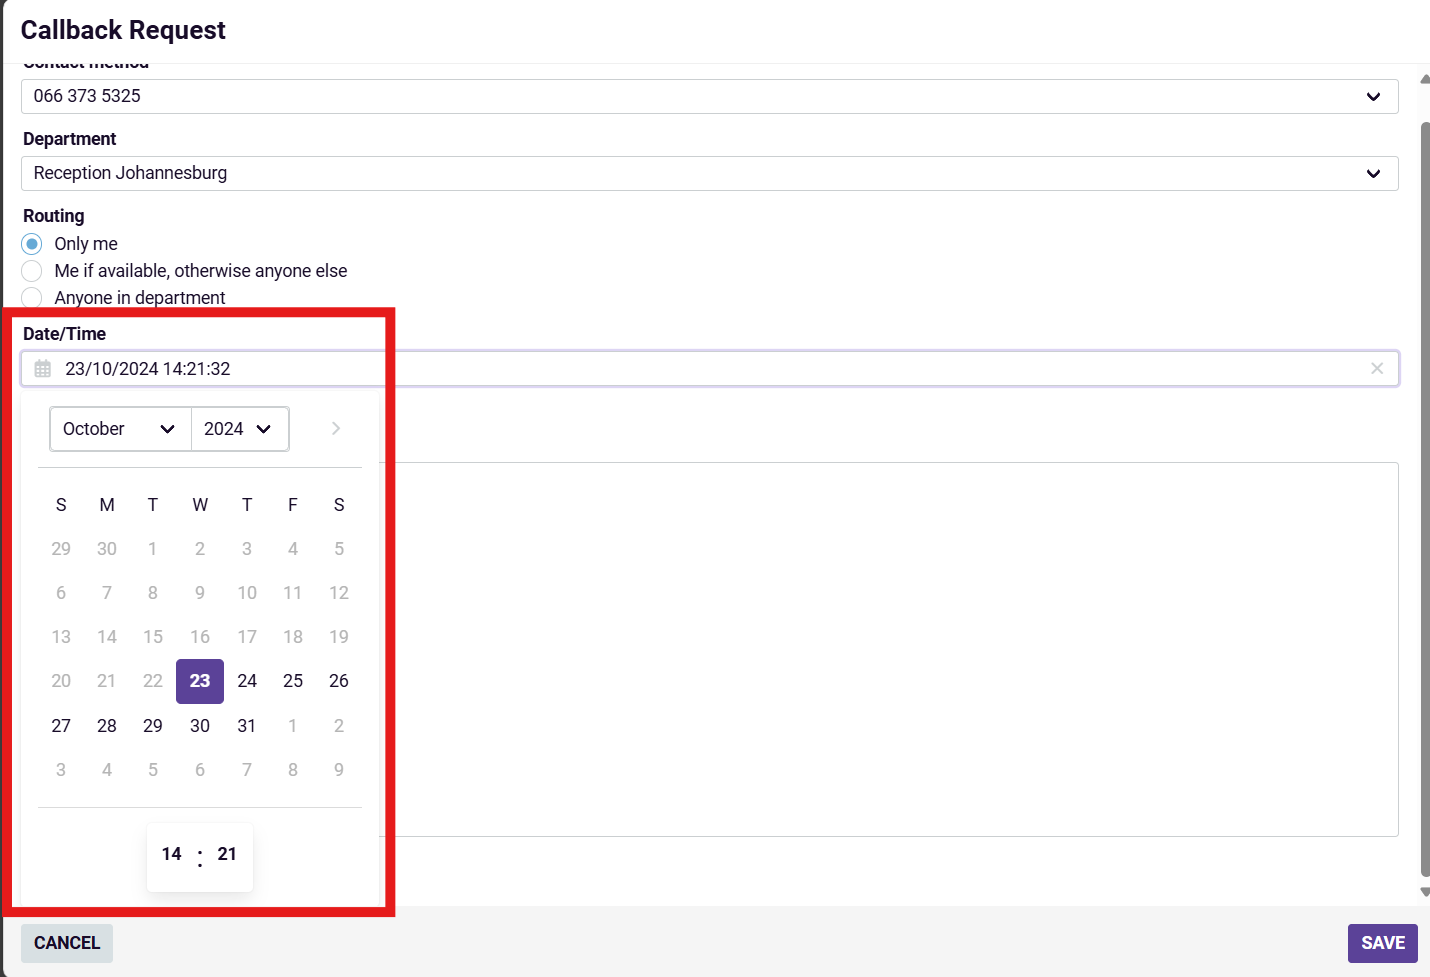 Callback Request
Contact method
066 373 5325
Department
Reception Johannesburg
Routing
Only me
Me if available, otherwise anyone else
Anyone in department
Date/Time
23/10/2024 14:21:32
October 2024
S M T W T F S
29 30 1 2 3 4 5
6 7 8 9 10 11 12
13 14 15 16 17 18 19
20 21 22 23 24 25 26
27 28 29 30 31 1 2
3 4 5 6 7 8 9
14 : 21
CANCEL SAVE